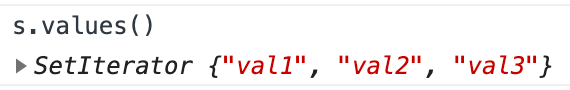 s.values()
SetIterator {"val1", "val2", "val3"}